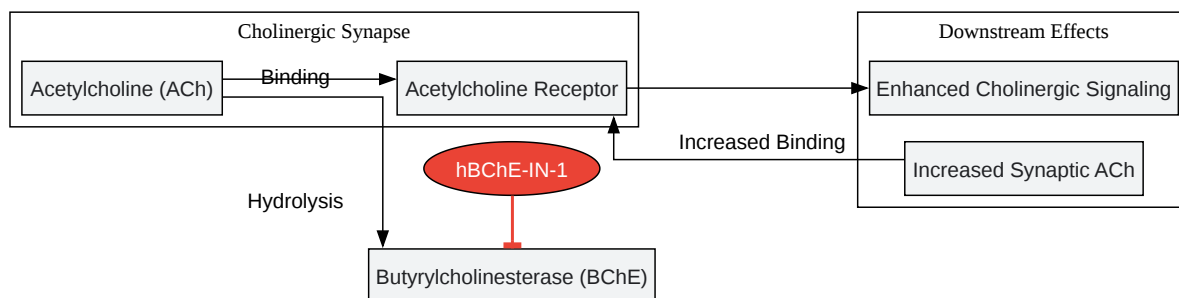 Cholinergic Synapse
Downstream Effects
Acetylcholine (ACh)
Binding
Acetylcholine Receptor
Enhanced Cholinergic Signaling
Increased Binding
hBChE-IN-1
Increased Synaptic ACh
Hydrolysis
Butyrylcholinesterase (BChE)